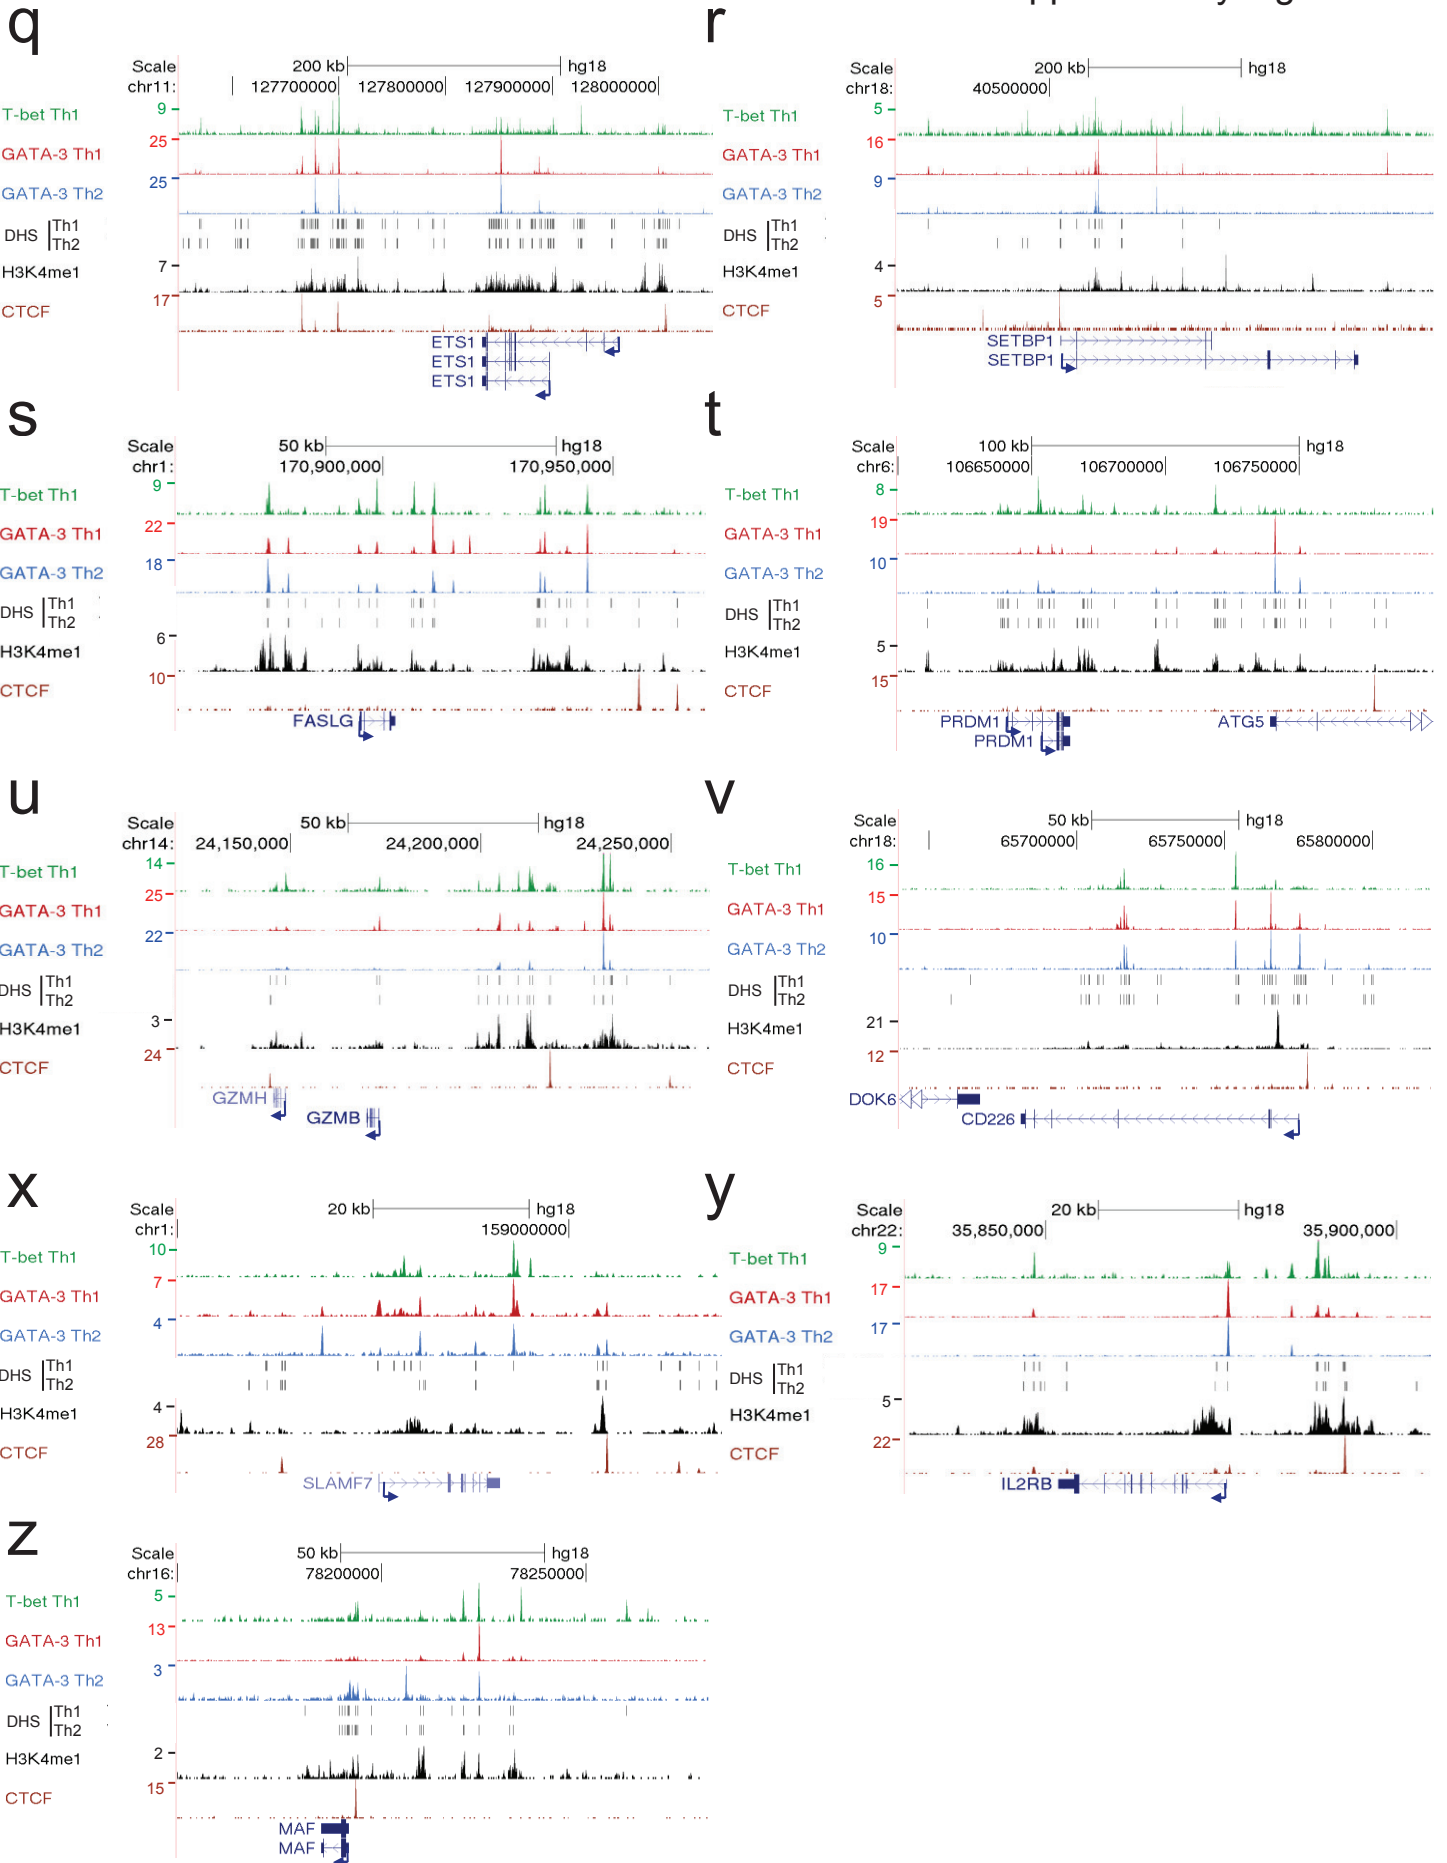 q
Scale 200 kb hg18
chr11: 127700000 127800000 127900000 128000000
T-bet Th1 9
GATA-3 Th1 25
GATA-3 Th2 25
DHS Th1
Th2
H3K4me1 7
CTCF 17
ETS1
ETS1
ETS1
r
Scale 200 kb hg18
chr18: 40500000
T-bet Th1 5
GATA-3 Th1 16
GATA-3 Th2 9
DHS Th1
Th2
H3K4me1 4
CTCF 5
SETBP1
SETBP1
s
Scale 50 kb hg18
chr1: 170,900,000 170,950,000
T-bet Th1 9
GATA-3 Th1 22
GATA-3 Th2 18
DHS Th1
Th2
H3K4me1 6
CTCF 10
FASLG
t
Scale 100 kb hg18
chr6: 106650000 106700000 106750000
T-bet Th1 8
GATA-3 Th1 19
GATA-3 Th2 10
DHS Th1
Th2
H3K4me1 5
CTCF 15
PRDM1 ATG5
PRDM1
u
Scale 50 kb hg18
chr14: 24,150,000 24,200,000 24,250,000
T-bet Th1 14
GATA-3 Th1 25
GATA-3 Th2 22
DHS Th1
Th2
H3K4me1 3
CTCF 24
GZMH
GZMB
v
Scale 50 kb hg18
chr18: 65700000 65750000 65800000
T-bet Th1 16
GATA-3 Th1 15
GATA-3 Th2 10
DHS Th1
Th2
H3K4me1 21
CTCF 12
DOK6
CD226
x
Scale 20 kb hg18
chr1: 159000000
T-bet Th1 10
GATA-3 Th1 7
GATA-3 Th2 4
DHS Th1
Th2
H3K4me1 4
CTCF 28
SLAMF7
y
Scale 20 kb hg18
chr22: 35,850,000 35,900,000
T-bet Th1 9
GATA-3 Th1 17
GATA-3 Th2 17
DHS Th1
Th2
H3K4me1 5
CTCF 22
IL2RB
z
Scale 50 kb hg18
chr16: 78200000 78250000
T-bet Th1 5
GATA-3 Th1 13
GATA-3 Th2 3
DHS Th1
Th2
H3K4me1 2
CTCF 15
MAF
MAF